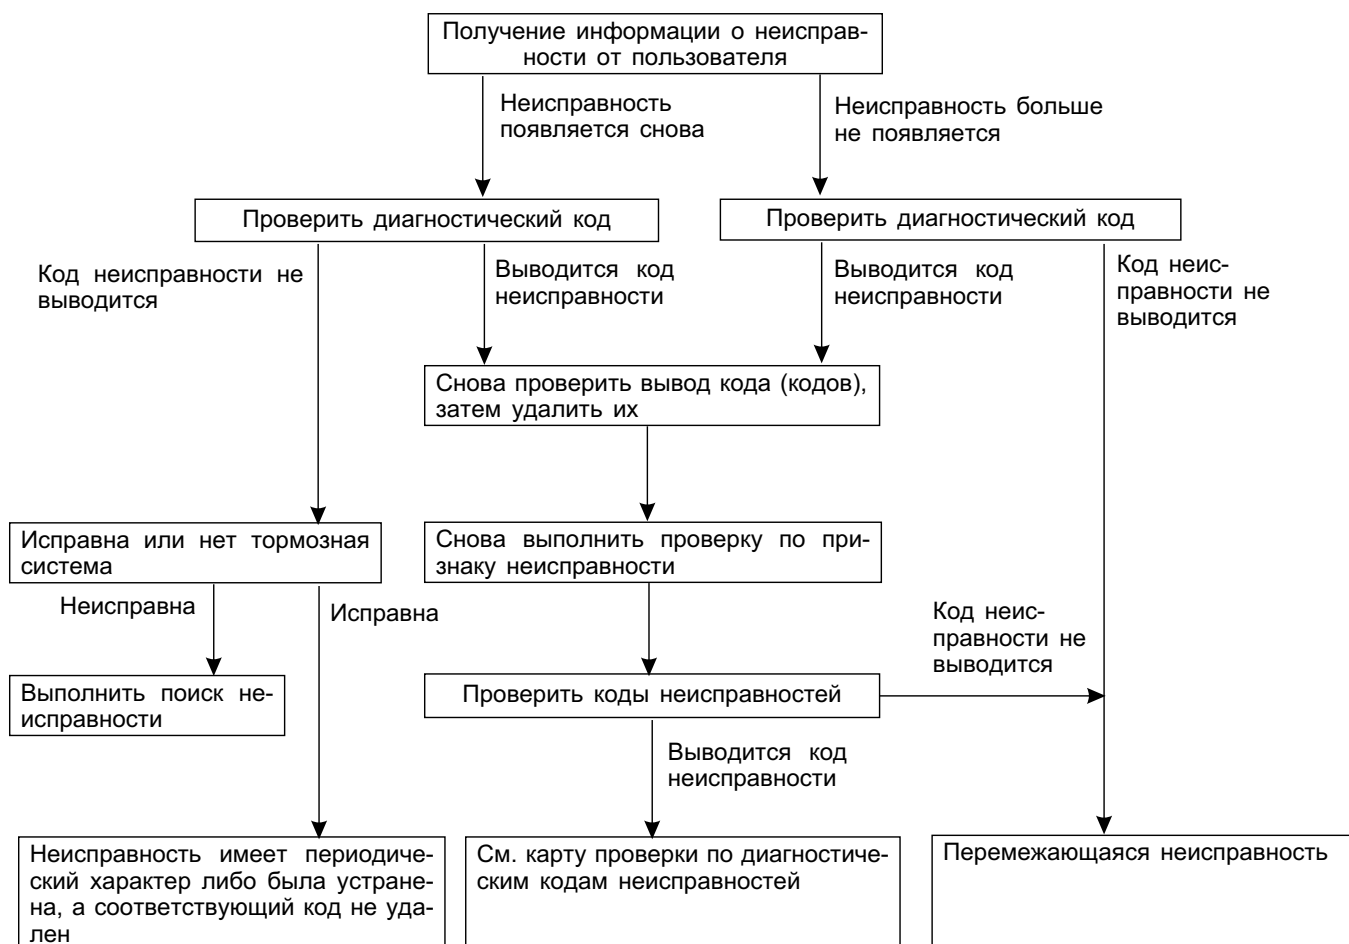 Получение информации о неисправ-
ности от пользователя
Неисправность
появляется снова
Неисправность больше
не появляется
Проверить диагностический код
Проверить диагностический код
Код неисправности не
выводится
Выводится код
неисправности
Выводится код
неисправности
Код неис-
правности не
выводится
Снова проверить вывод кода (кодов),
затем удалить их
Исправна или нет тормозная
система
Снова выполнить проверку по при-
знаку неисправности
Неисправна
Исправна
Код неис-
правности не
выводится
Выполнить поиск не-
исправности
Проверить коды неисправностей
Выводится код
неисправности
Неисправность имеет периодиче-
ский характер либо была устране-
на, а соответствующий код не уда-
лен
См. карту проверки по диагностиче-
ским кодам неисправностей
Перемежающаяся неисправность